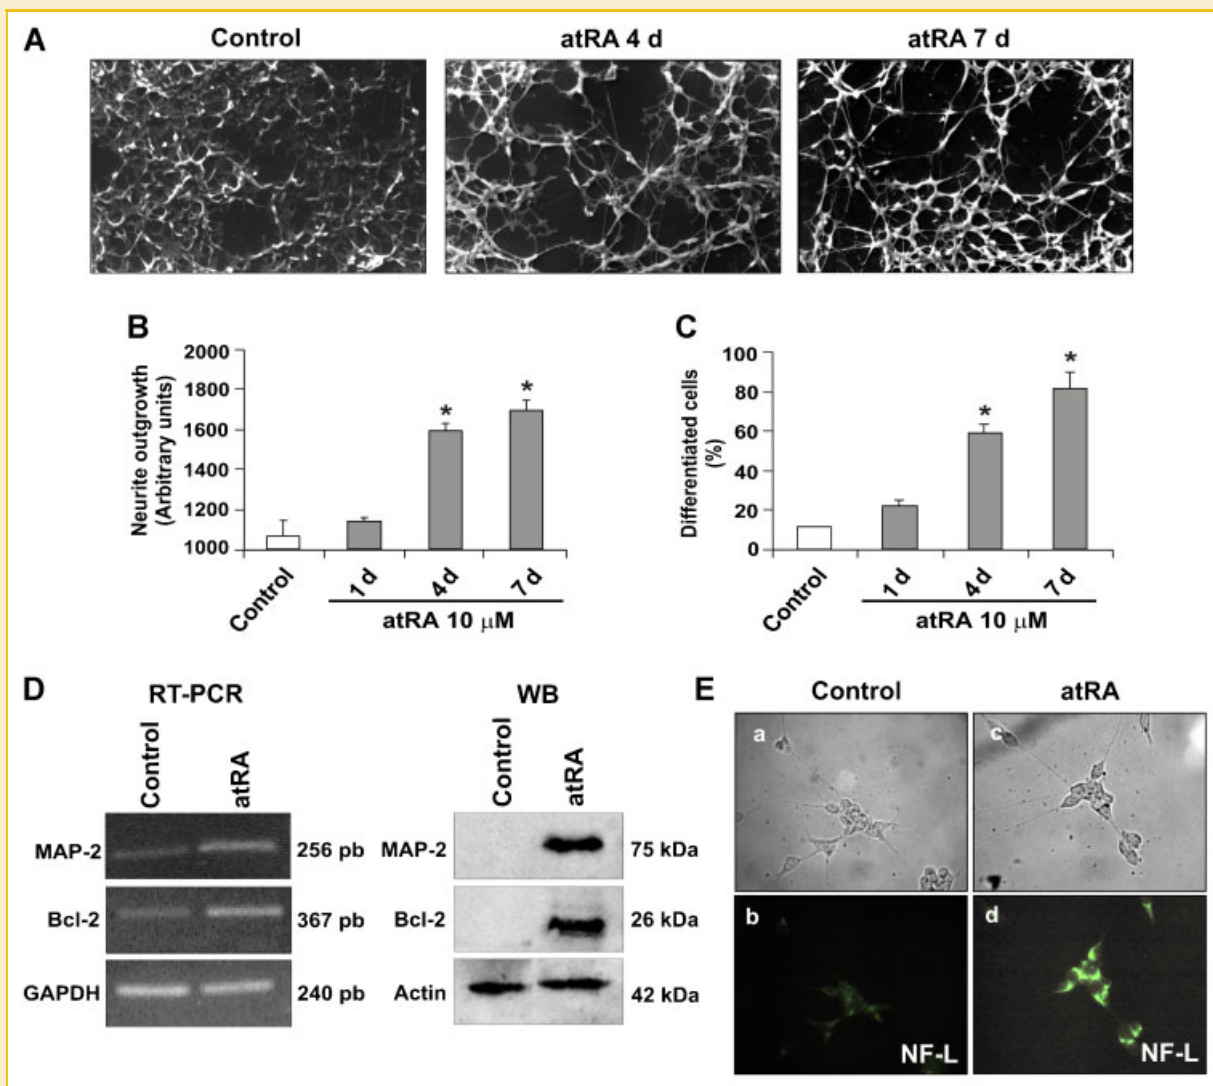 A
Control
atRA 4 d
atRA 7 d
B
Neurite outgrowth
(Arbitrary units)
2000
1800
1600
1400
1200
1000
*
*
Control
1 d
4 d
7 d
atRA 10 μM
C
Differentiated cells
(%)
100
80
60
40
20
0
*
*
Control
1 d
4 d
7 d
atRA 10 μM
D
RT-PCR
Control
atRA
MAP-2
256 pb
Bcl-2
367 pb
GAPDH
240 pb
WB
Control
atRA
MAP-2
75 kDa
Bcl-2
26 kDa
Actin
42 kDa
E
Control
atRA
a
c
b
NF-L
d
NF-L